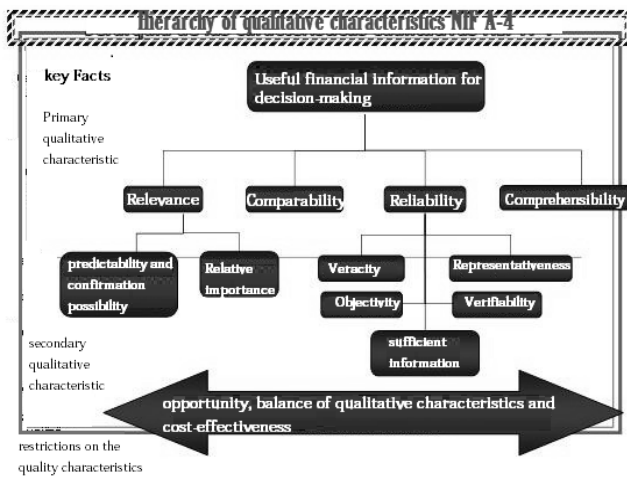 Hierarchy of qualitative characteristics NIF A-4
key Facts
Useful financial information for
decision-making
Primary
qualitative
characteristic
Relevance
Comparability
Reliability
Comprehensibility
predictability and
confirmation
possibility
Relative
importance
Veracity
Representativeness
Objectivity
Verifiability
sufficient
information
secondary
qualitative
characteristic
opportunity, balance of qualitative characteristics and
cost-effectiveness
restrictions on the
quality characteristics